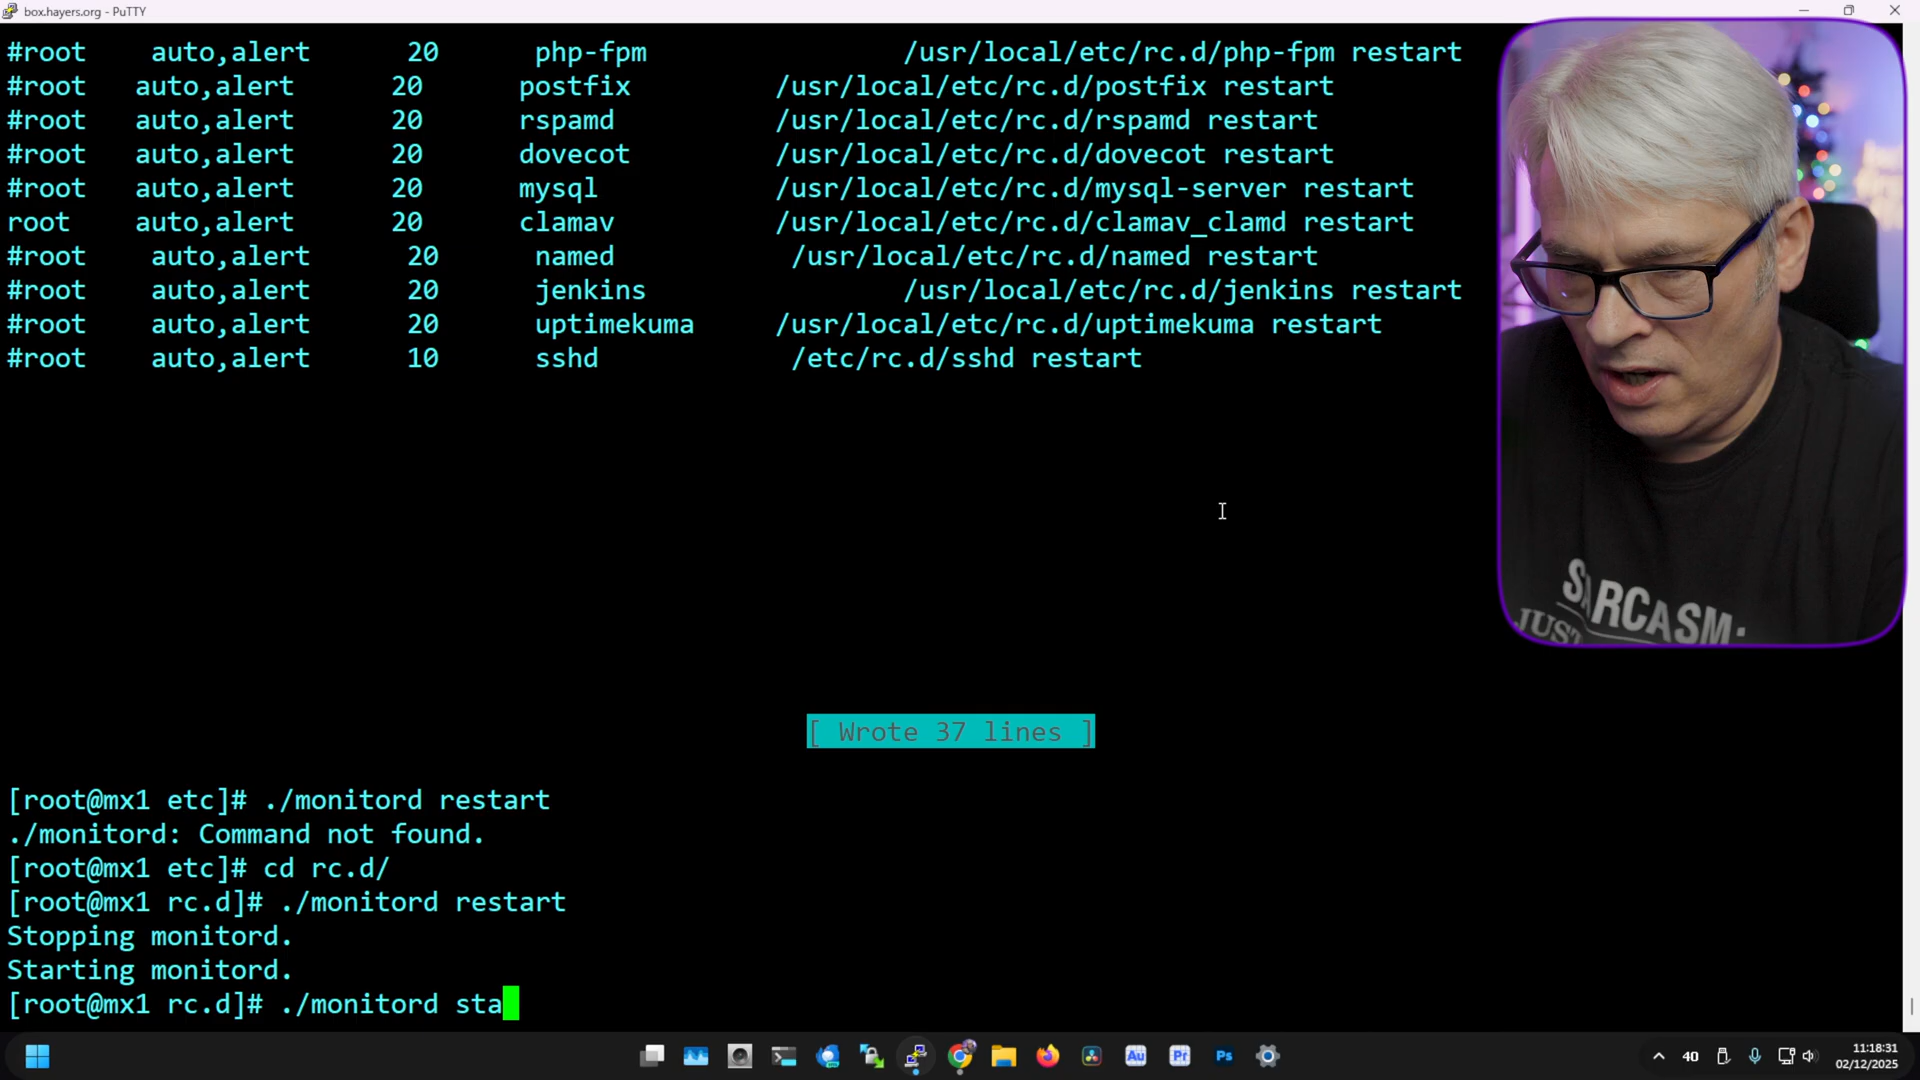 box.hayers.org - PuTTY
#root auto,alert 20 php-fpm /usr/local/etc/rc.d/php-fpm restart
#root auto,alert 20 postfix /usr/local/etc/rc.d/postfix restart
#root auto,alert 20 rspamd /usr/local/etc/rc.d/rspamd restart
#root auto,alert 20 dovecot /usr/local/etc/rc.d/dovecot restart
#root auto,alert 20 mysql /usr/local/etc/rc.d/mysql-server restart
root auto,alert 20 clamav /usr/local/etc/rc.d/clamav_clamd restart
#root auto,alert 20 named /usr/local/etc/rc.d/named restart
#root auto,alert 20 jenkins /usr/local/etc/rc.d/jenkins restart
#root auto,alert 20 uptimekuma /usr/local/etc/rc.d/uptimekuma restart
#root auto,alert 10 sshd /etc/rc.d/sshd restart
SARCASM:
JUST
[ Wrote 37 lines ]
[root@mx1 etc]# ./monitord restart
./monitord: Command not found.
[root@mx1 etc]# cd rc.d/
[root@mx1 rc.d]# ./monitord restart
Stopping monitord.
Starting monitord.
[root@mx1 rc.d]# ./monitord sta
Au Pr Ps
40
11:18:31
02/12/2025